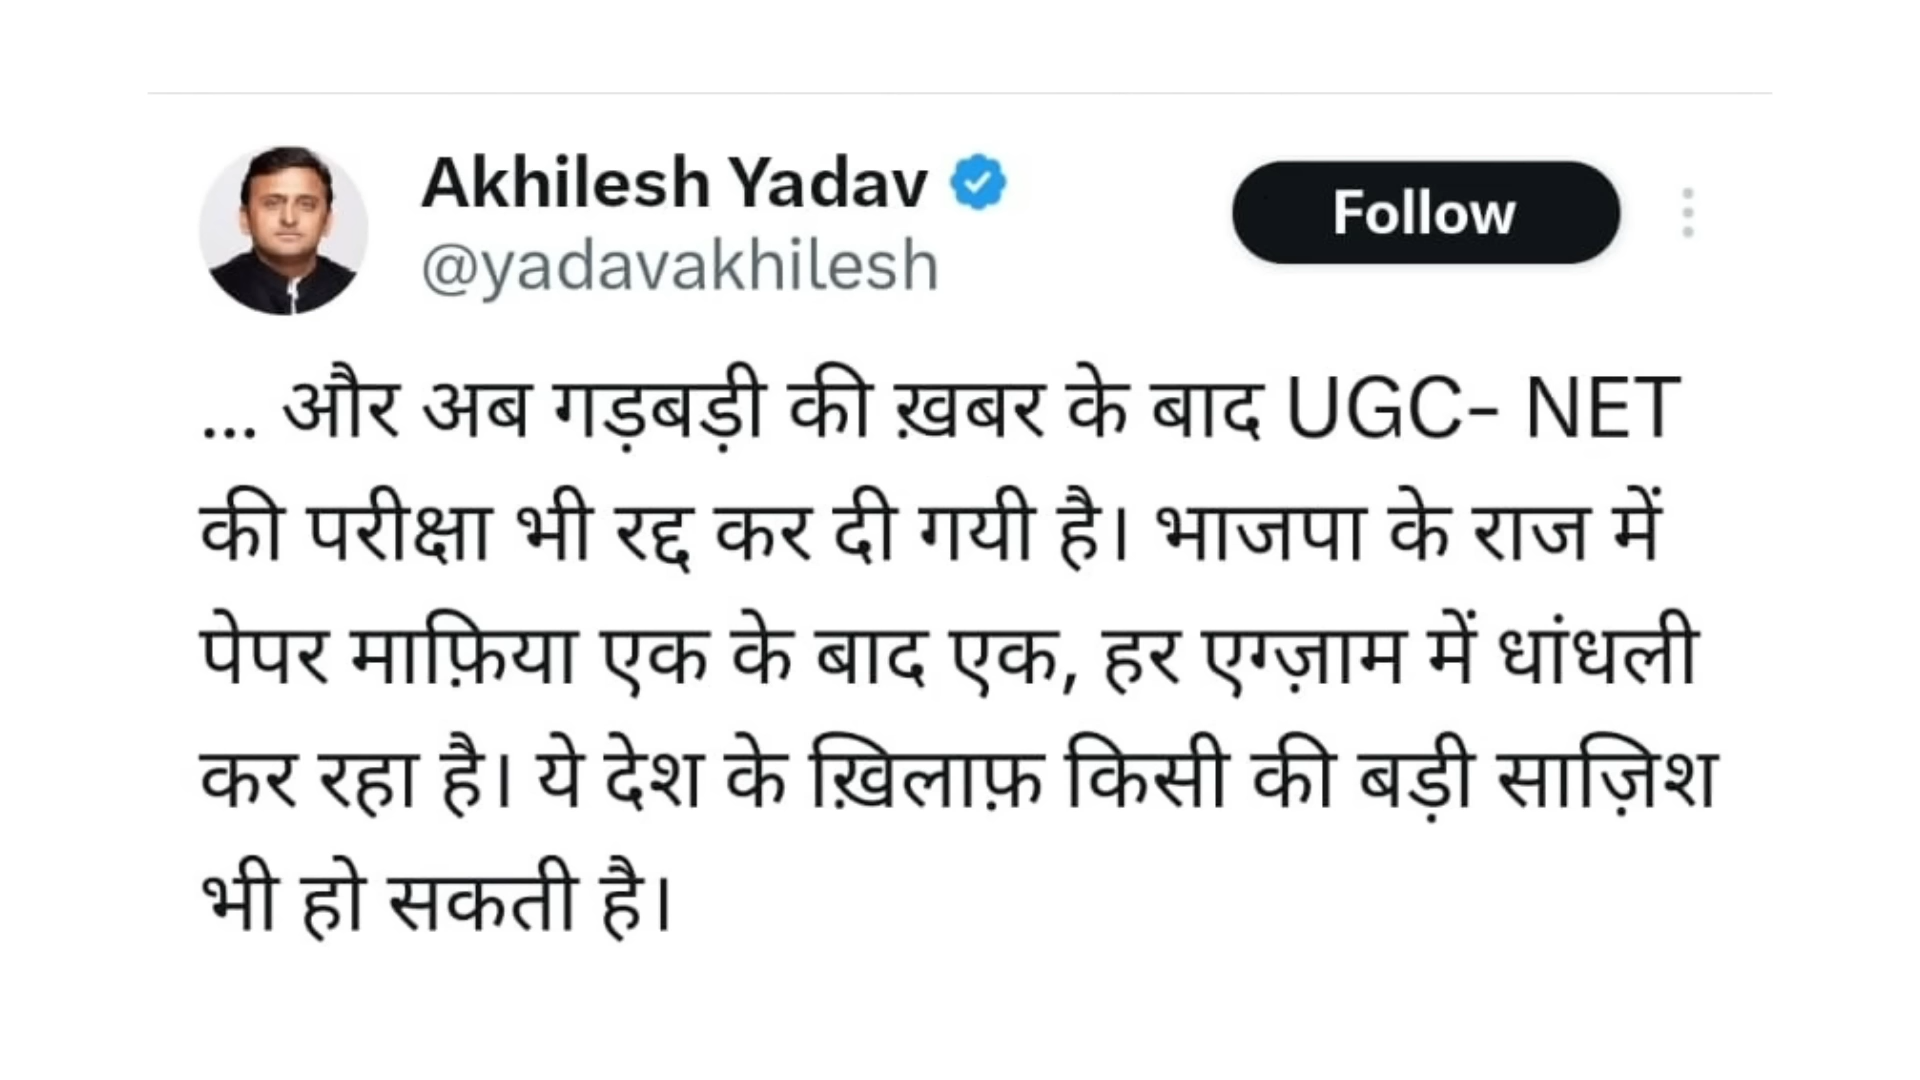 Akhilesh Yadav
@yadavakhilesh
Follow
... और अब गड़बड़ी की ख़बर के बाद UGC- NET
की परीक्षा भी रद्द कर दी गयी है। भाजपा के राज में
पेपर माफ़िया एक के बाद एक, हर एग्ज़ाम में धांधली
कर रहा है। ये देश के ख़िलाफ़ किसी की बड़ी साज़िश
भी हो सकती है।